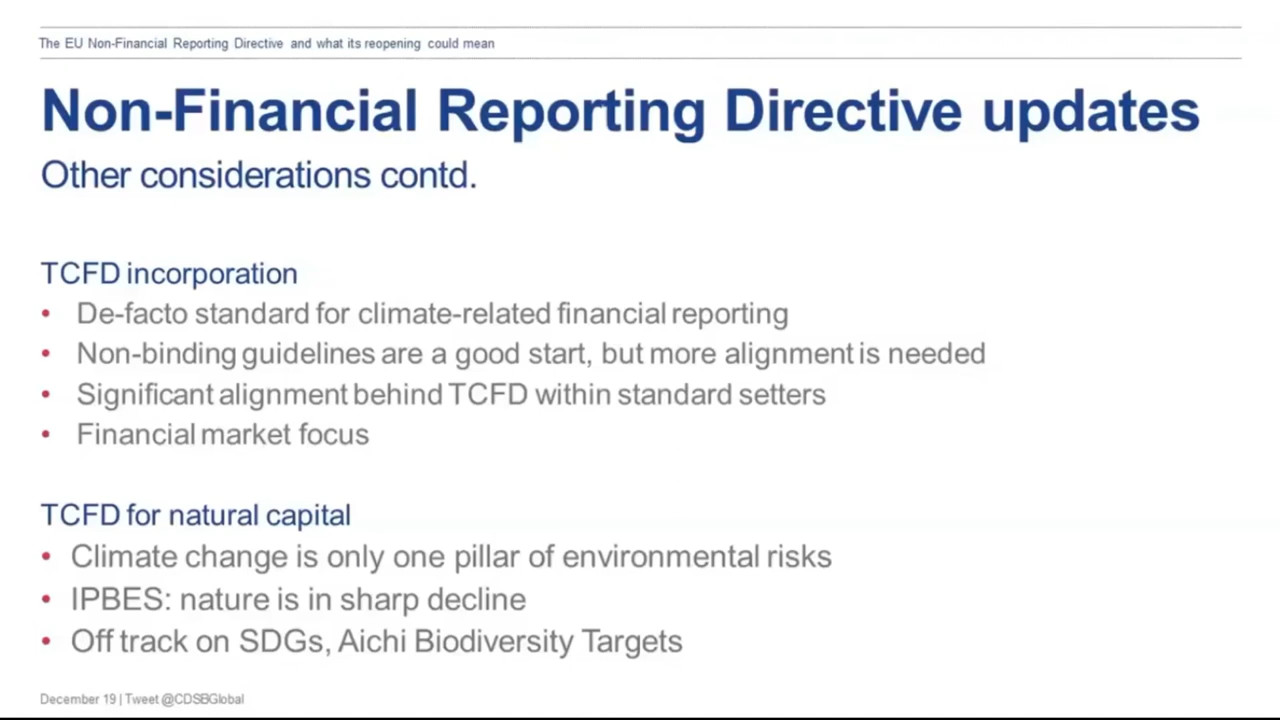 The EU Non-Financial Reporting Directive and what its reopening could mean
Non-Financial Reporting Directive updates
Other considerations contd.
TCFD incorporation
• De-facto standard for climate-related financial reporting
• Non-binding guidelines are a good start, but more alignment is needed
• Significant alignment behind TCFD within standard setters
• Financial market focus
TCFD for natural capital
• Climate change is only one pillar of environmental risks
• IPBES: nature is in sharp decline
• Off track on SDGs, Aichi Biodiversity Targets
December 19 | Tweet @CDSBGlobal